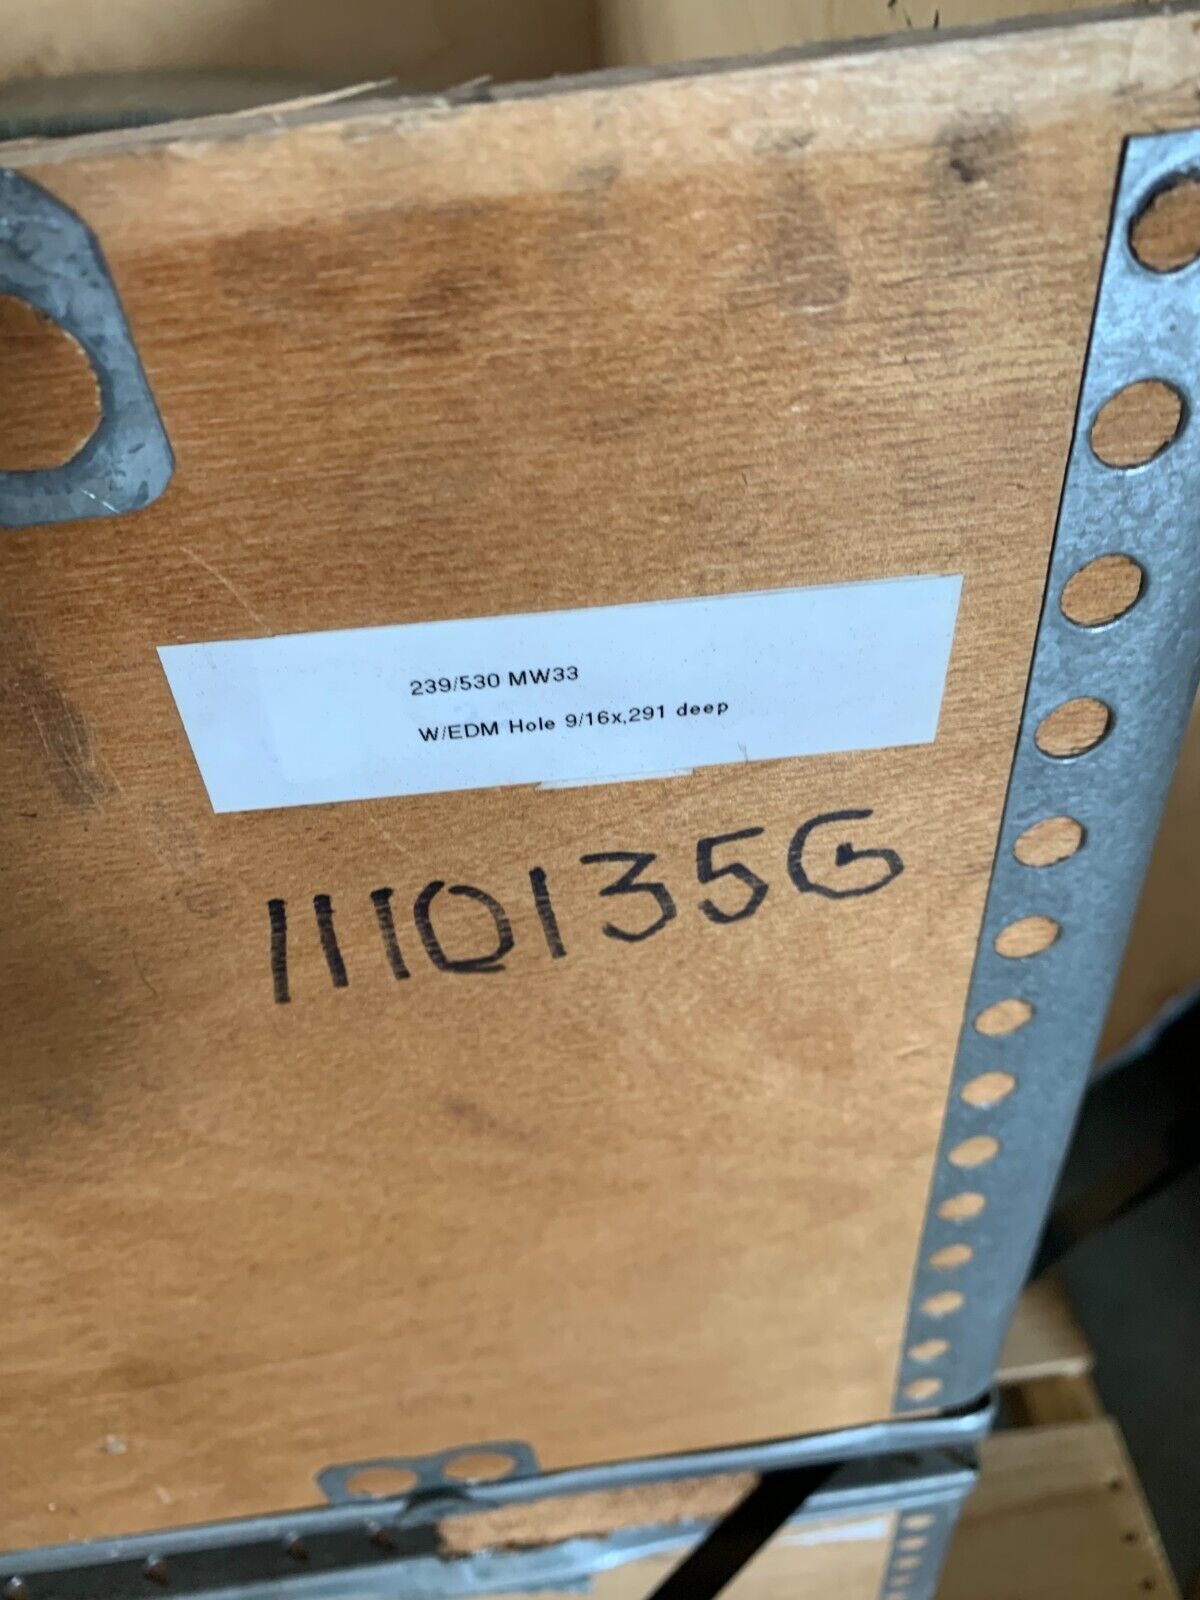 239/530 MW33
W/EDM Hole 9/16x,291 deep
1110135G